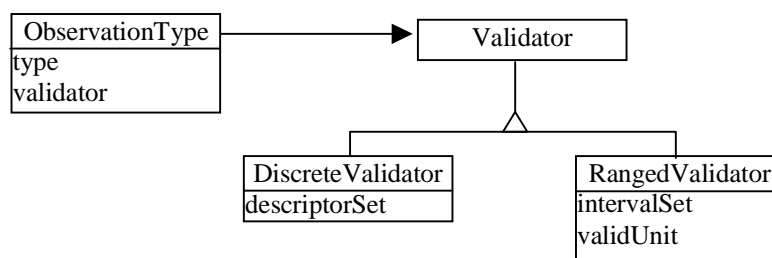 ObservationType
type
validator
Validator
DiscreteValidator
descriptorSet
RangedValidator
intervalSet
validUnit